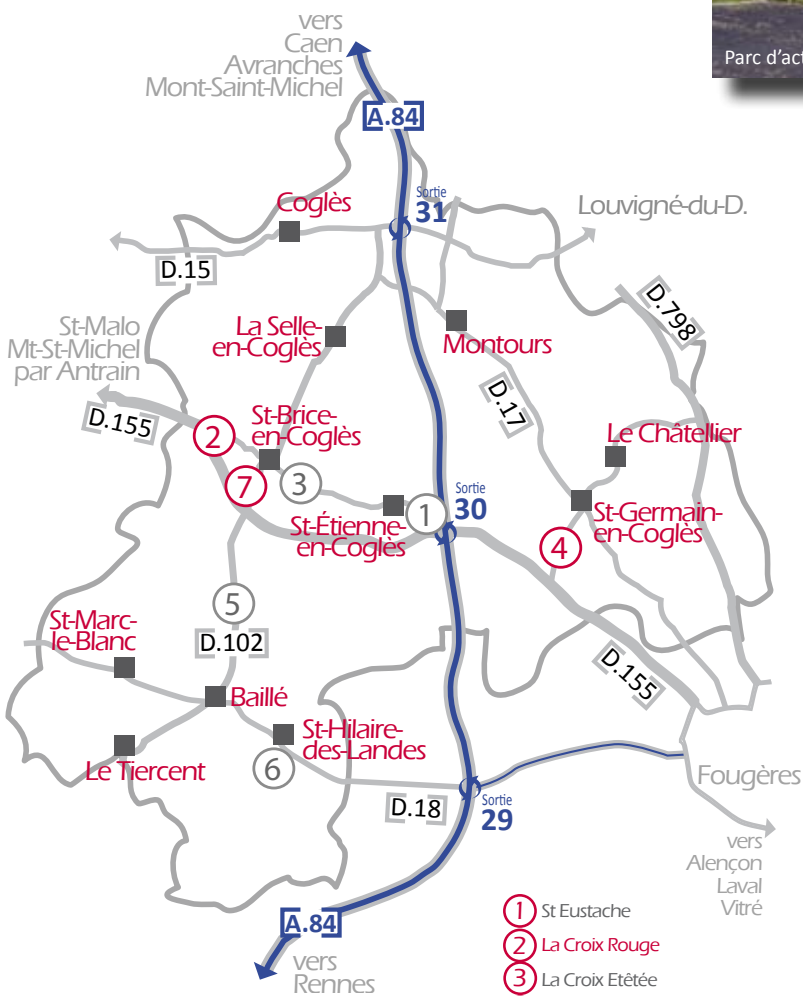 vers
Caen
Avranches
Mont-Saint-Michel
Parc d'act
A.84
Sortie
31
Coglès
Louvigné-du-D.
D.15
D.798
St-Malo
Mt-St-Michel
par Antrain
La Selle-
en-Coglès
Montours
D.155
D.17
St-Brice-
en-Coglès
Le Châtellier
2
7
3
1
Sortie
30
St-Étienne-
en-Coglès
St-Germain-
en-Coglès
4
5
St-Marc-
le-Blanc
D.102
D.155
Baillé
St-Hilaire-
des-Landes
Le Tiercent
6
Fougères
D.18
Sortie
29
vers
Alençon
Laval
Vitré
A.84
vers
Rennes
1 St Eustache
2 La Croix Rouge
3 La Croix Etêtée